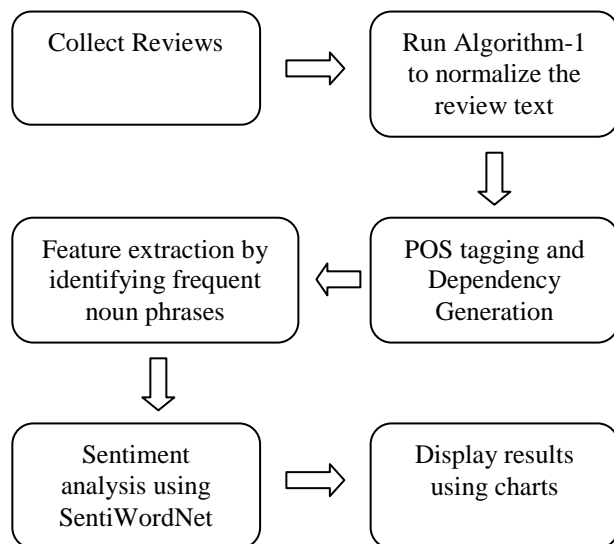 Collect Reviews
Run Algorithm-1
to normalize the
review text
POS tagging and
Dependency
Generation
Feature extraction by
identifying frequent
noun phrases
Sentiment
analysis using
SentiWordNet
Display results
using charts